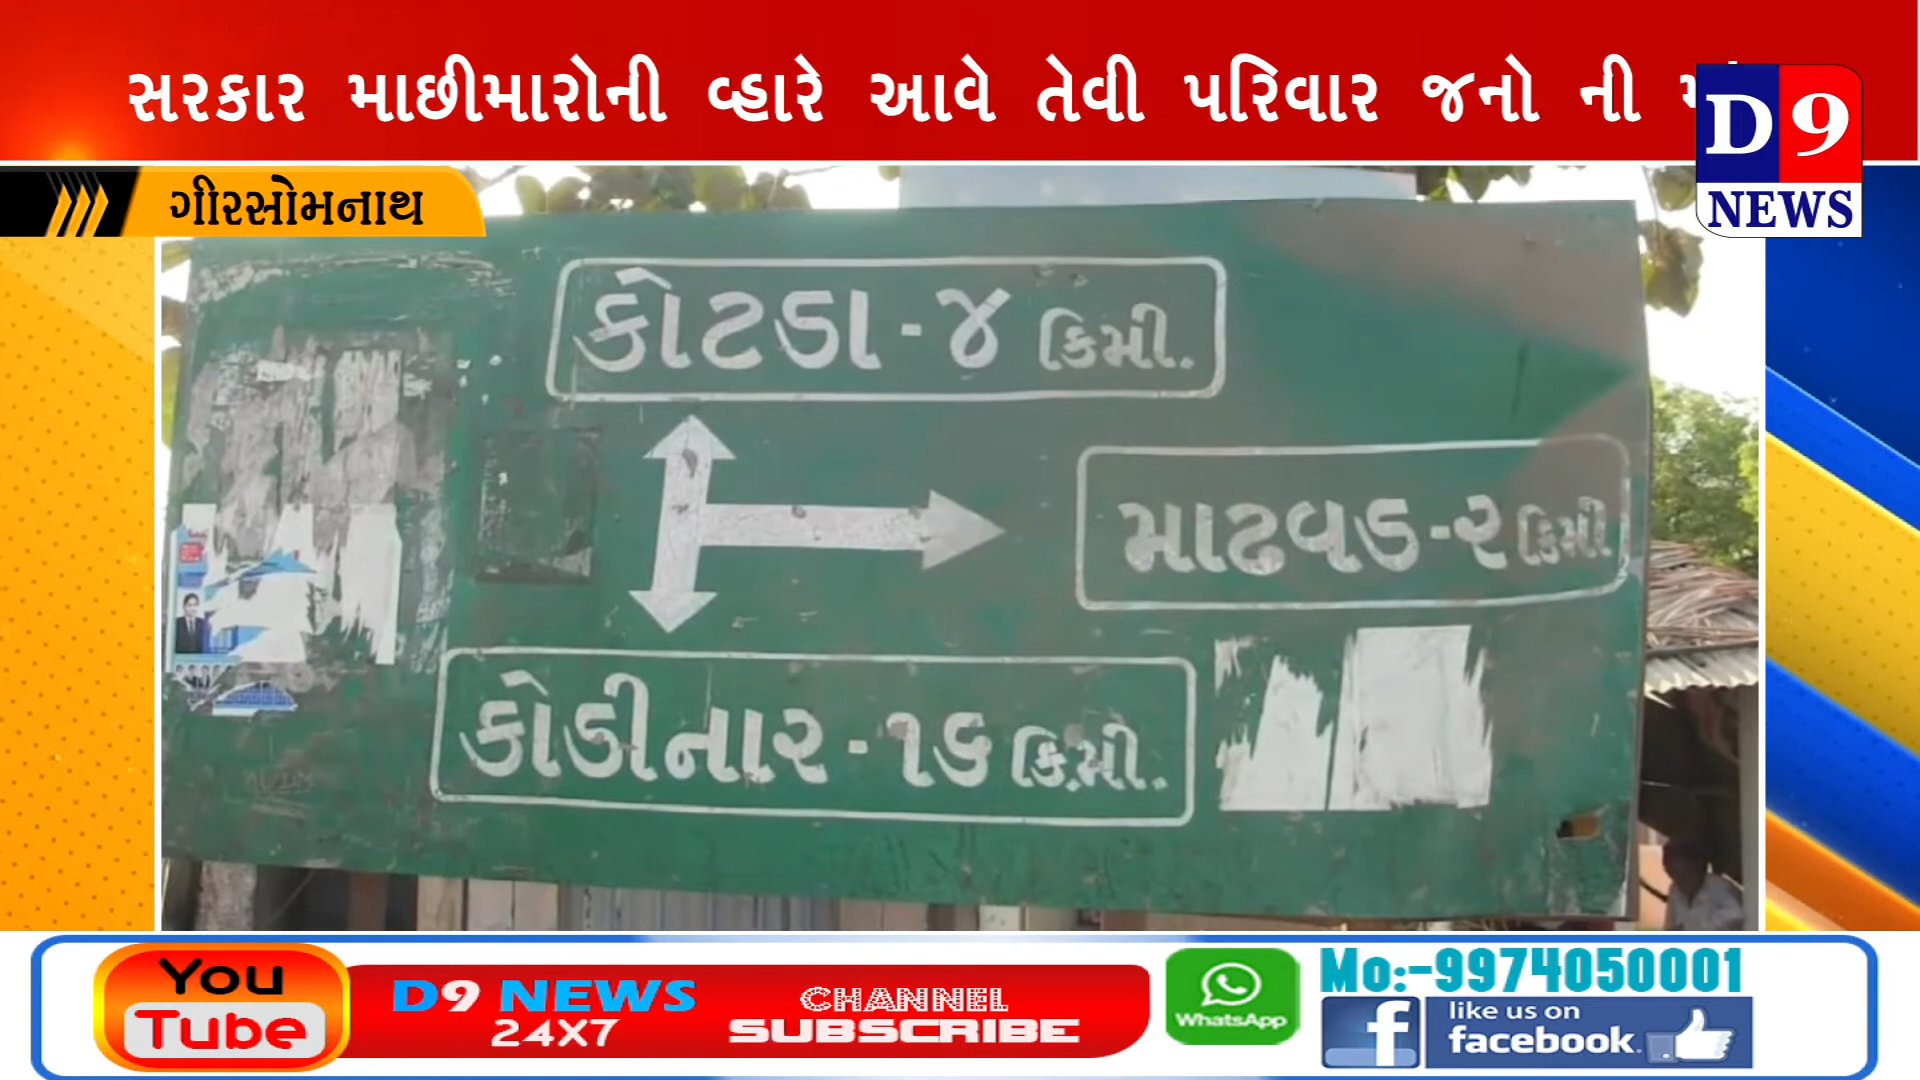 સરકાર માછીમારોની વ્હારે આવે તેવી પરિવાર જનો ની
D9
NEWS
ગીરસોમનાથ
કોટડા - ૪ કિમી.
માઢવડ - ૨ કિમી
કોડીનાર - ૧૬ કિ.મી.
You
Tube
D9 NEWS
24X7
CHANNEL
SUBSCRIBE
WhatsApp
Mo:-9974050001
like us on
facebook.